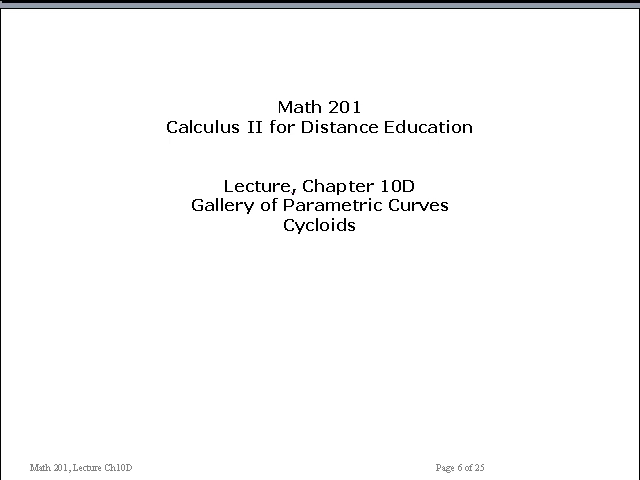 Math 201
Calculus II for Distance Education
Lecture, Chapter 10D
Gallery of Parametric Curves
Cycloids
Math 201, Lecture Ch10D
Page 6 of 25